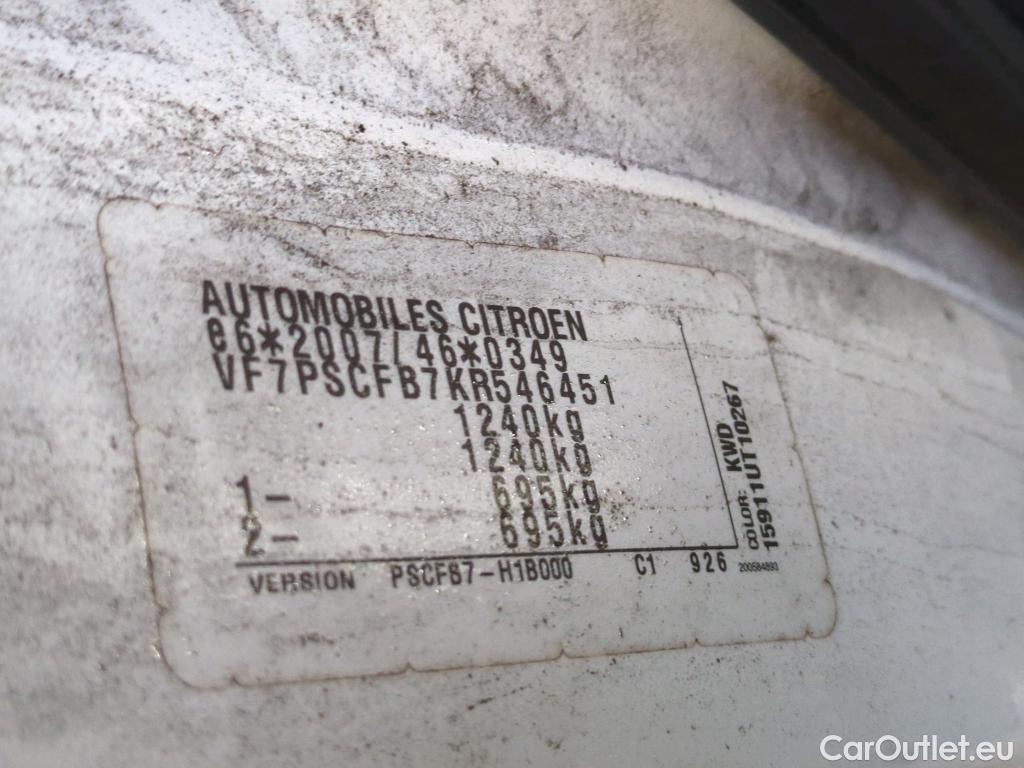 AUTOMOBILES CITROEN
e6*2007/46*0349
VF7PSCFB7KR546451
1240kg
1240kg
1- 695kg
2- 695kg
VERSION PSCFB7-H1B000 C1 926
COLOR: KWD
15911UT10267
200584893
CarOutlet.eu